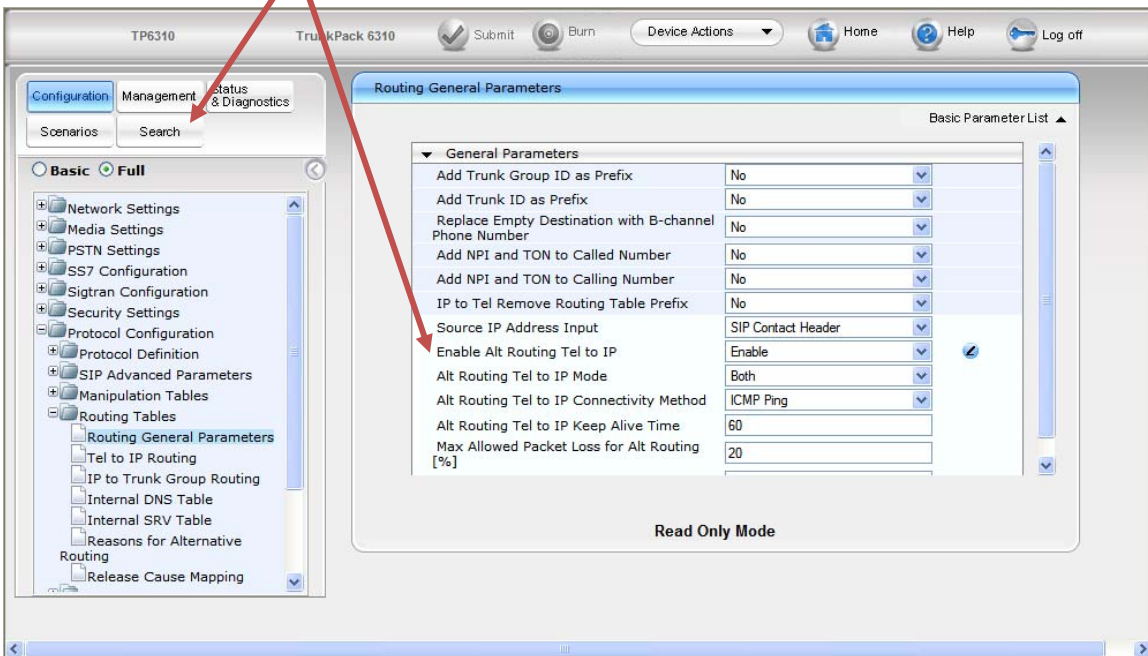 TP6310
TrunkPack 6310
Submit
Burn
Device Actions
Home
Help
Log off
Configuration
Management
Status
& Diagnostics
Scenarios
Search
Basic
Full
Network Settings
Media Settings
PSTN Settings
SS7 Configuration
Sigtran Configuration
Security Settings
Protocol Configuration
Protocol Definition
SIP Advanced Parameters
Manipulation Tables
Routing Tables
Routing General Parameters
Tel to IP Routing
IP to Trunk Group Routing
Internal DNS Table
Internal SRV Table
Reasons for Alternative
Routing
Release Cause Mapping
Routing General Parameters
Basic Parameter List
General Parameters
Add Trunk Group ID as Prefix No
Add Trunk ID as Prefix No
Replace Empty Destination with B-channel
Phone Number No
Add NPI and TON to Called Number No
Add NPI and TON to Calling Number No
IP to Tel Remove Routing Table Prefix No
Source IP Address Input SIP Contact Header
Enable Alt Routing Tel to IP Enable
Alt Routing Tel to IP Mode Both
Alt Routing Tel to IP Connectivity Method ICMP Ping
Alt Routing Tel to IP Keep Alive Time 60
Max Allowed Packet Loss for Alt Routing
[%] 20
Read Only Mode